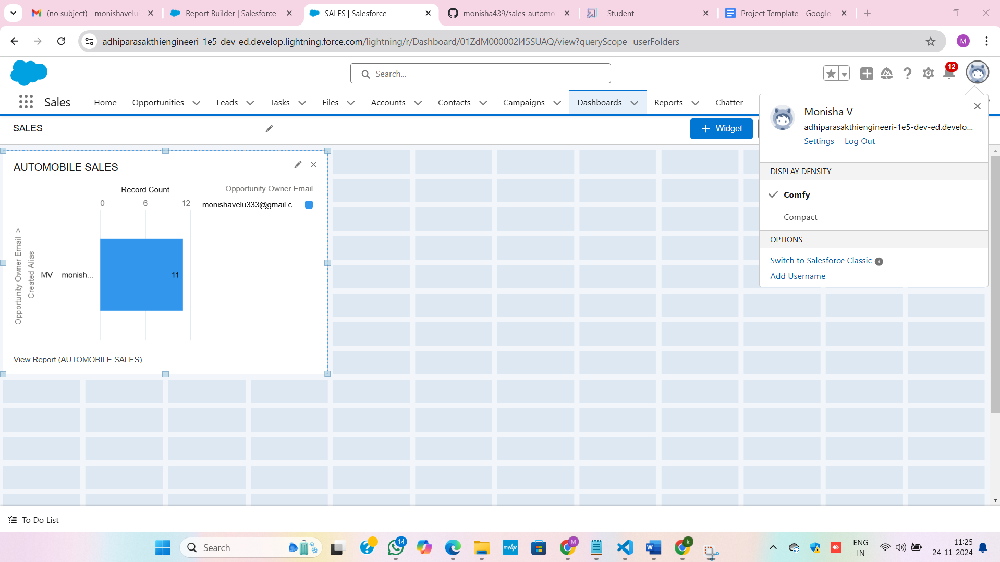 (no subject) - monishavelu
Report Builder | Salesforce
SALES | Salesforce
monisha439/sales-automo
- Student
Project Template - Google
adhiparasakthiengineeri-1e5-dev-ed.develop.lightning.force.com/lightning/r/Dashboard/01ZdM000002l45SUAQ/view?queryScope=userFolders
M
Search...
12
Sales
Home
Opportunities
Leads
Tasks
Files
Accounts
Contacts
Campaigns
Dashboards
Reports
Chatter
SALES
+ Widget
Monisha V
adhiparasakthiengineeri-1e5-dev-ed.develo...
Settings
Log Out
DISPLAY DENSITY
Comfy
Compact
OPTIONS
Switch to Salesforce Classic
Add Username
AUTOMOBILE SALES
Record Count
Opportunity Owner Email
0
6
12
monishavelu333@gmail.c...
Opportunity Owner Email >
Created Alias
MV
monish...
11
View Report (AUTOMOBILE SALES)
To Do List
Search
14
myhp
M
k
ENG
IN
11:25
24-11-2024